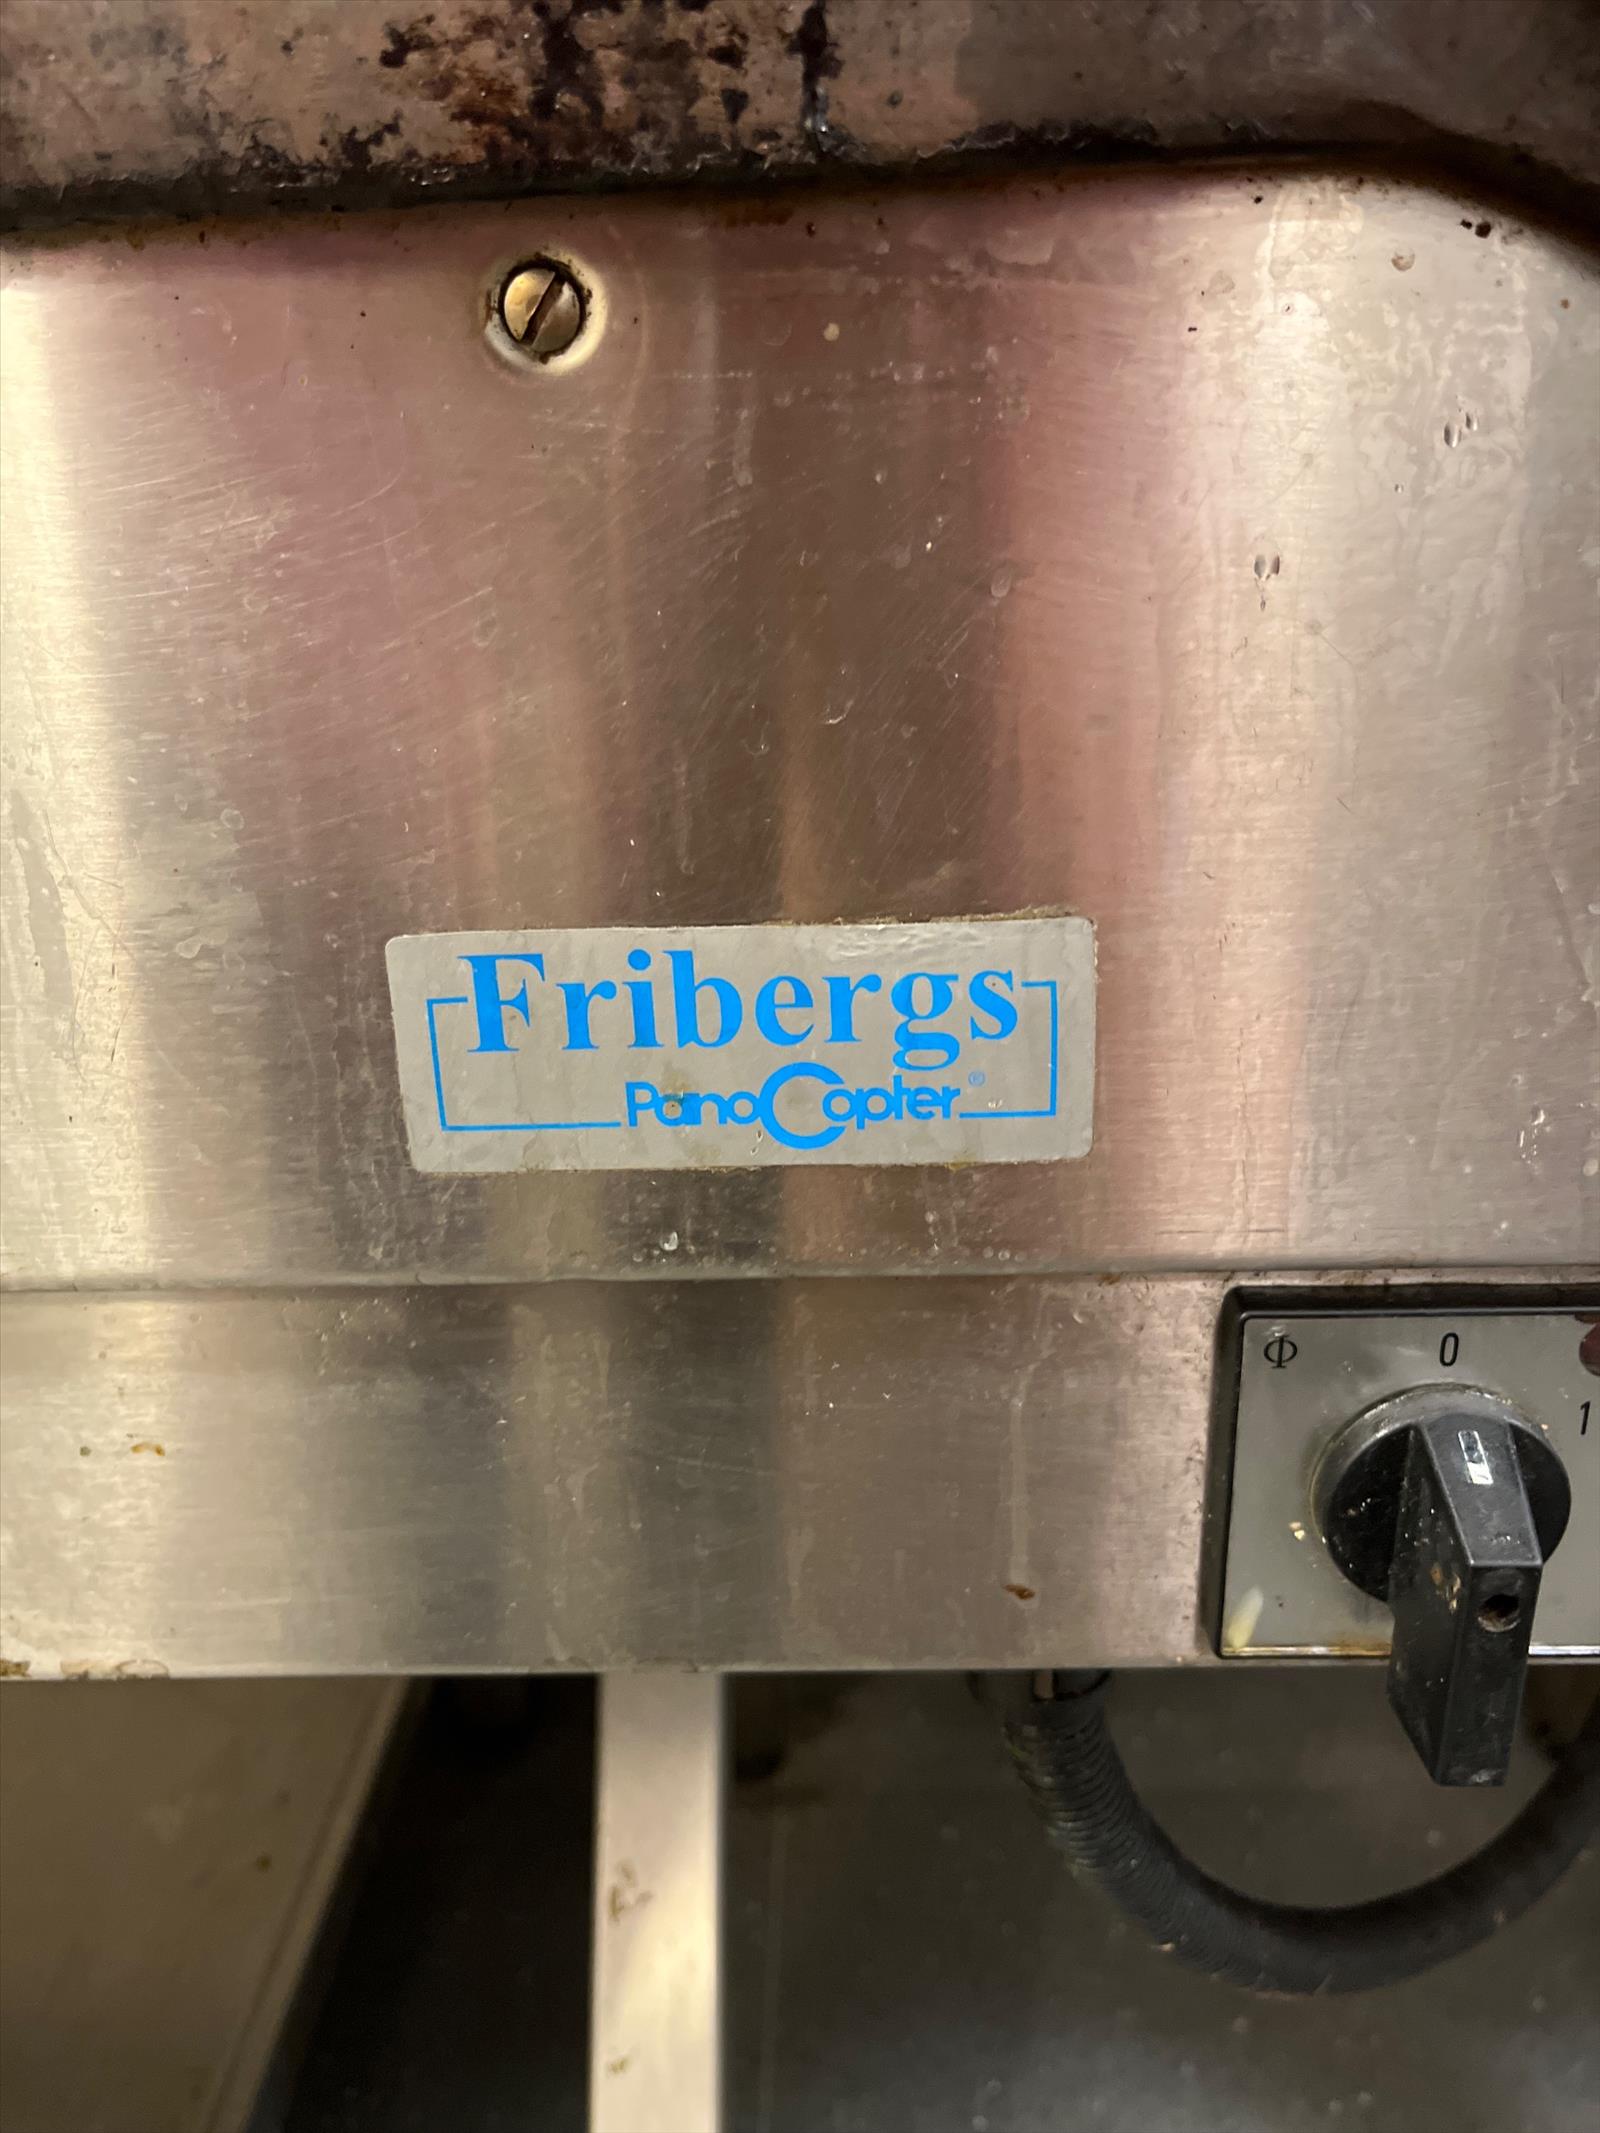 Fribergs
PanoCopter®
Φ 0
1